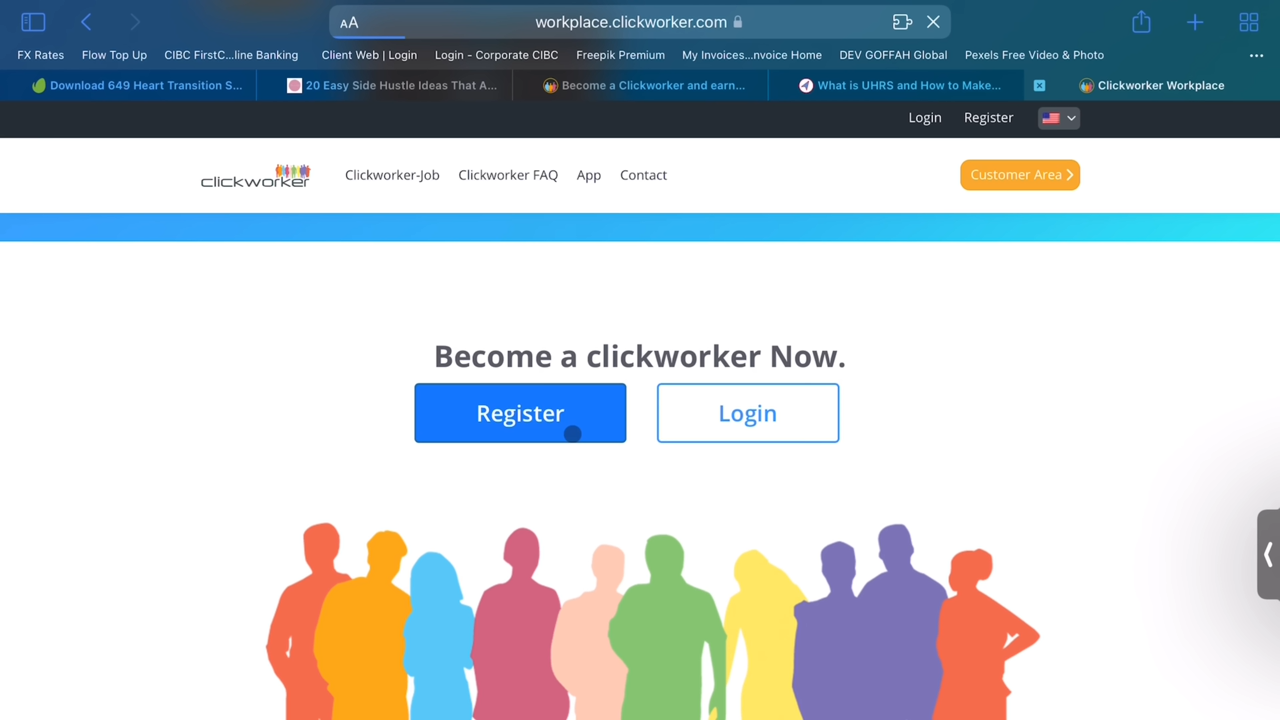 AA
workplace.clickworker.com
FX Rates Flow Top Up CIBC FirstC...line Banking Client Web | Login Login - Corporate CIBC Freepik Premium My Invoices...nvoice Home DEV GOFFAH Global Pexels Free Video & Photo ...
Download 649 Heart Transition S... 20 Easy Side Hustle Ideas That A... Become a Clickworker and earn... What is UHRS and How to Make... Clickworker Workplace
Login Register
clickworker Clickworker-Job Clickworker FAQ App Contact Customer Area
Become a clickworker Now.
Register Login